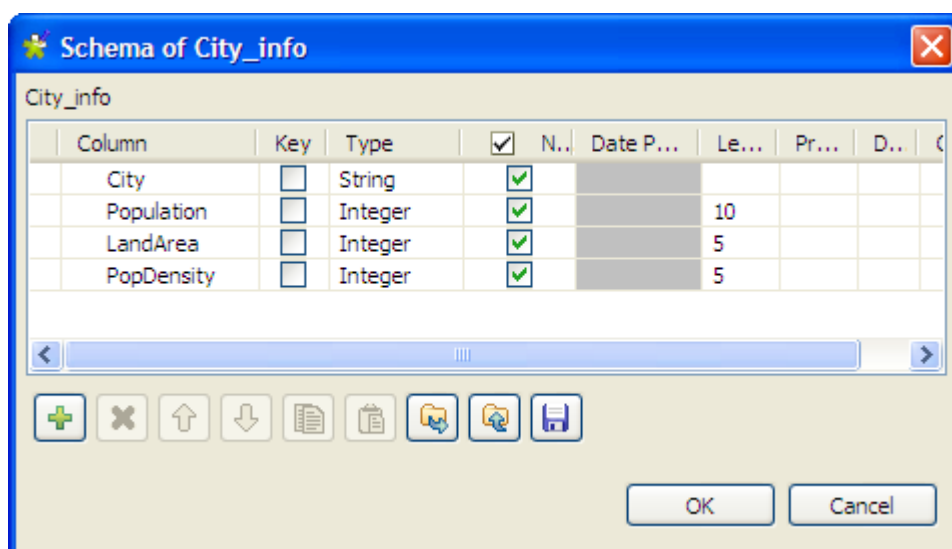 Schema of City_info
City_info
Column Key Type N.. Date P... Le... Pr... D...
City String
Population Integer 10
LandArea Integer 5
PopDensity Integer 5
OK Cancel